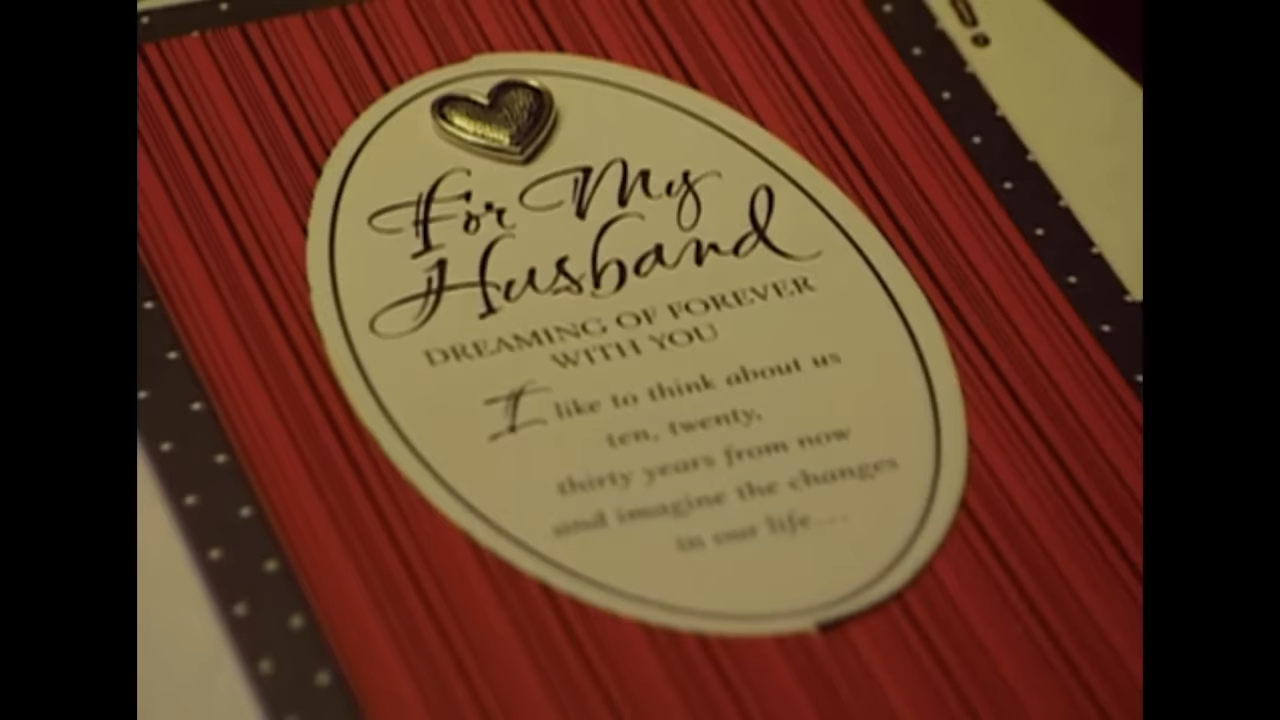 For My
Husband
DREAMING OF FOREVER
WITH YOU
I like to think about us
ten, twenty,
thirty years from now
and imagine the changes
in our life...